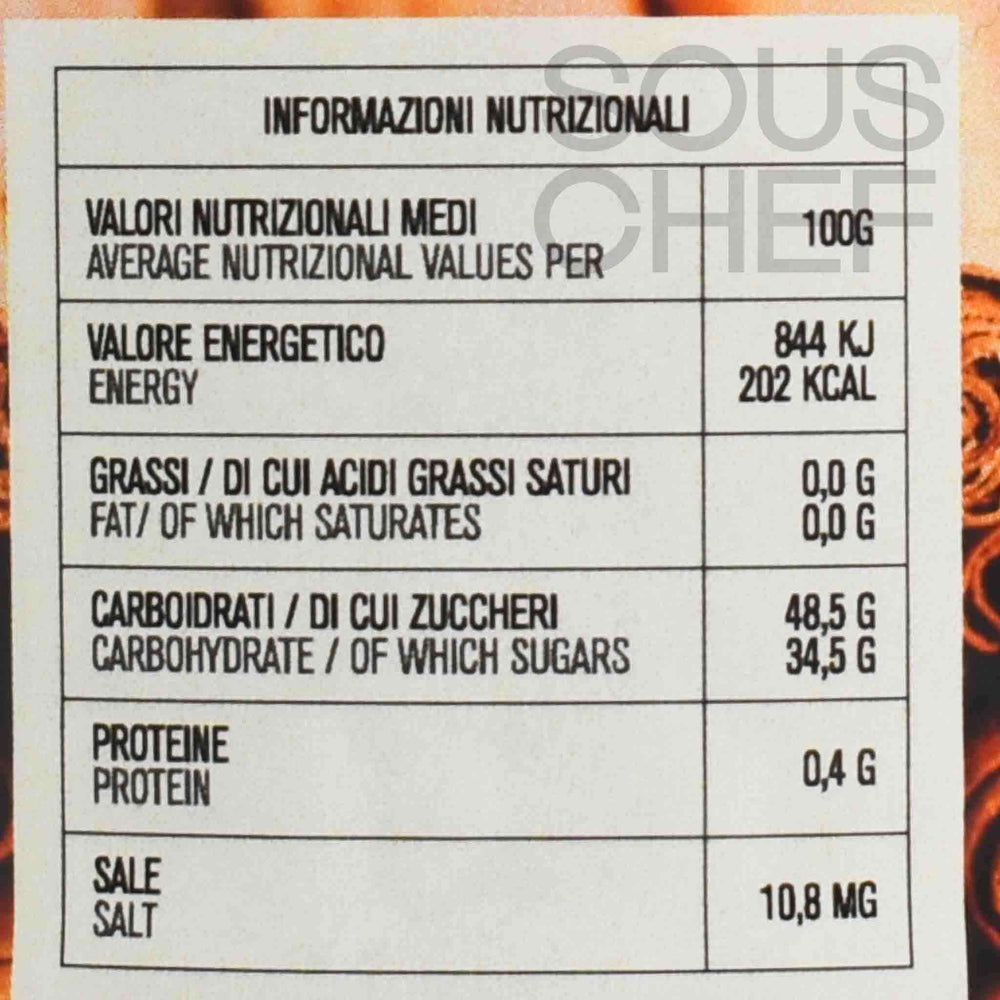 SOUS
CHEF
INFORMAZIONI NUTRIZIONALI
VALORI NUTRIZIONALI MEDI
AVERAGE NUTRIZIONAL VALUES PER
100G
VALORE ENERGETICO
ENERGY
844 KJ
202 KCAL
GRASSI / DI CUI ACIDI GRASSI SATURI
FAT/ OF WHICH SATURATES
0,0 G
0,0 G
CARBOIDRATI / DI CUI ZUCCHERI
CARBOHYDRATE / OF WHICH SUGARS
48,5 G
34,5 G
PROTEINE
PROTEIN
0,4 G
SALE
SALT
10,8 MG